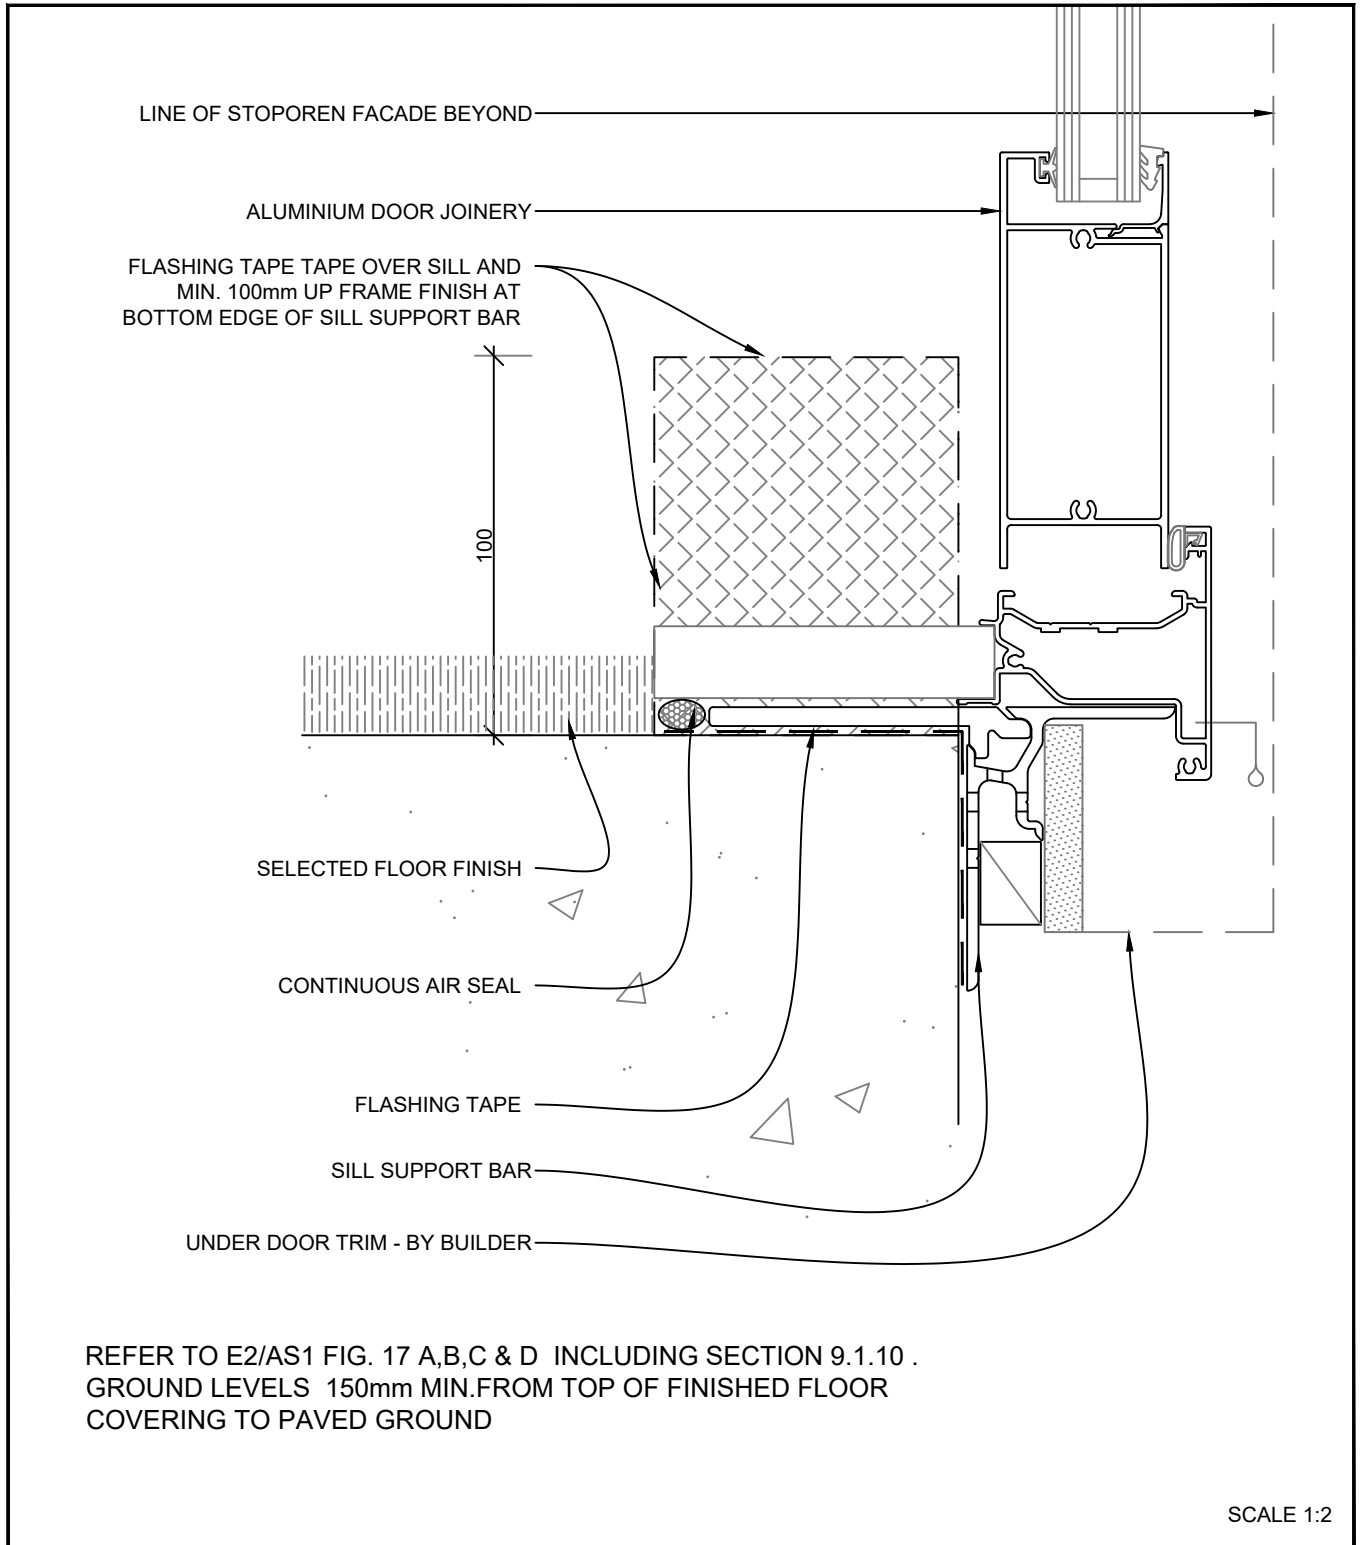 LINE OF STOPOREN FACADE BEYOND
ALUMINIUM DOOR JOINERY
FLASHING TAPE TAPE OVER SILL AND
MIN. 100mm UP FRAME FINISH AT
BOTTOM EDGE OF SILL SUPPORT BAR
100
SELECTED FLOOR FINISH
CONTINUOUS AIR SEAL
FLASHING TAPE
SILL SUPPORT BAR
UNDER DOOR TRIM - BY BUILDER
REFER TO E2/AS1 FIG. 17 A,B,C & D INCLUDING SECTION 9.1.10 .
GROUND LEVELS 150mm MIN.FROM TOP OF FINISHED FLOOR
COVERING TO PAVED GROUND
SCALE 1:2